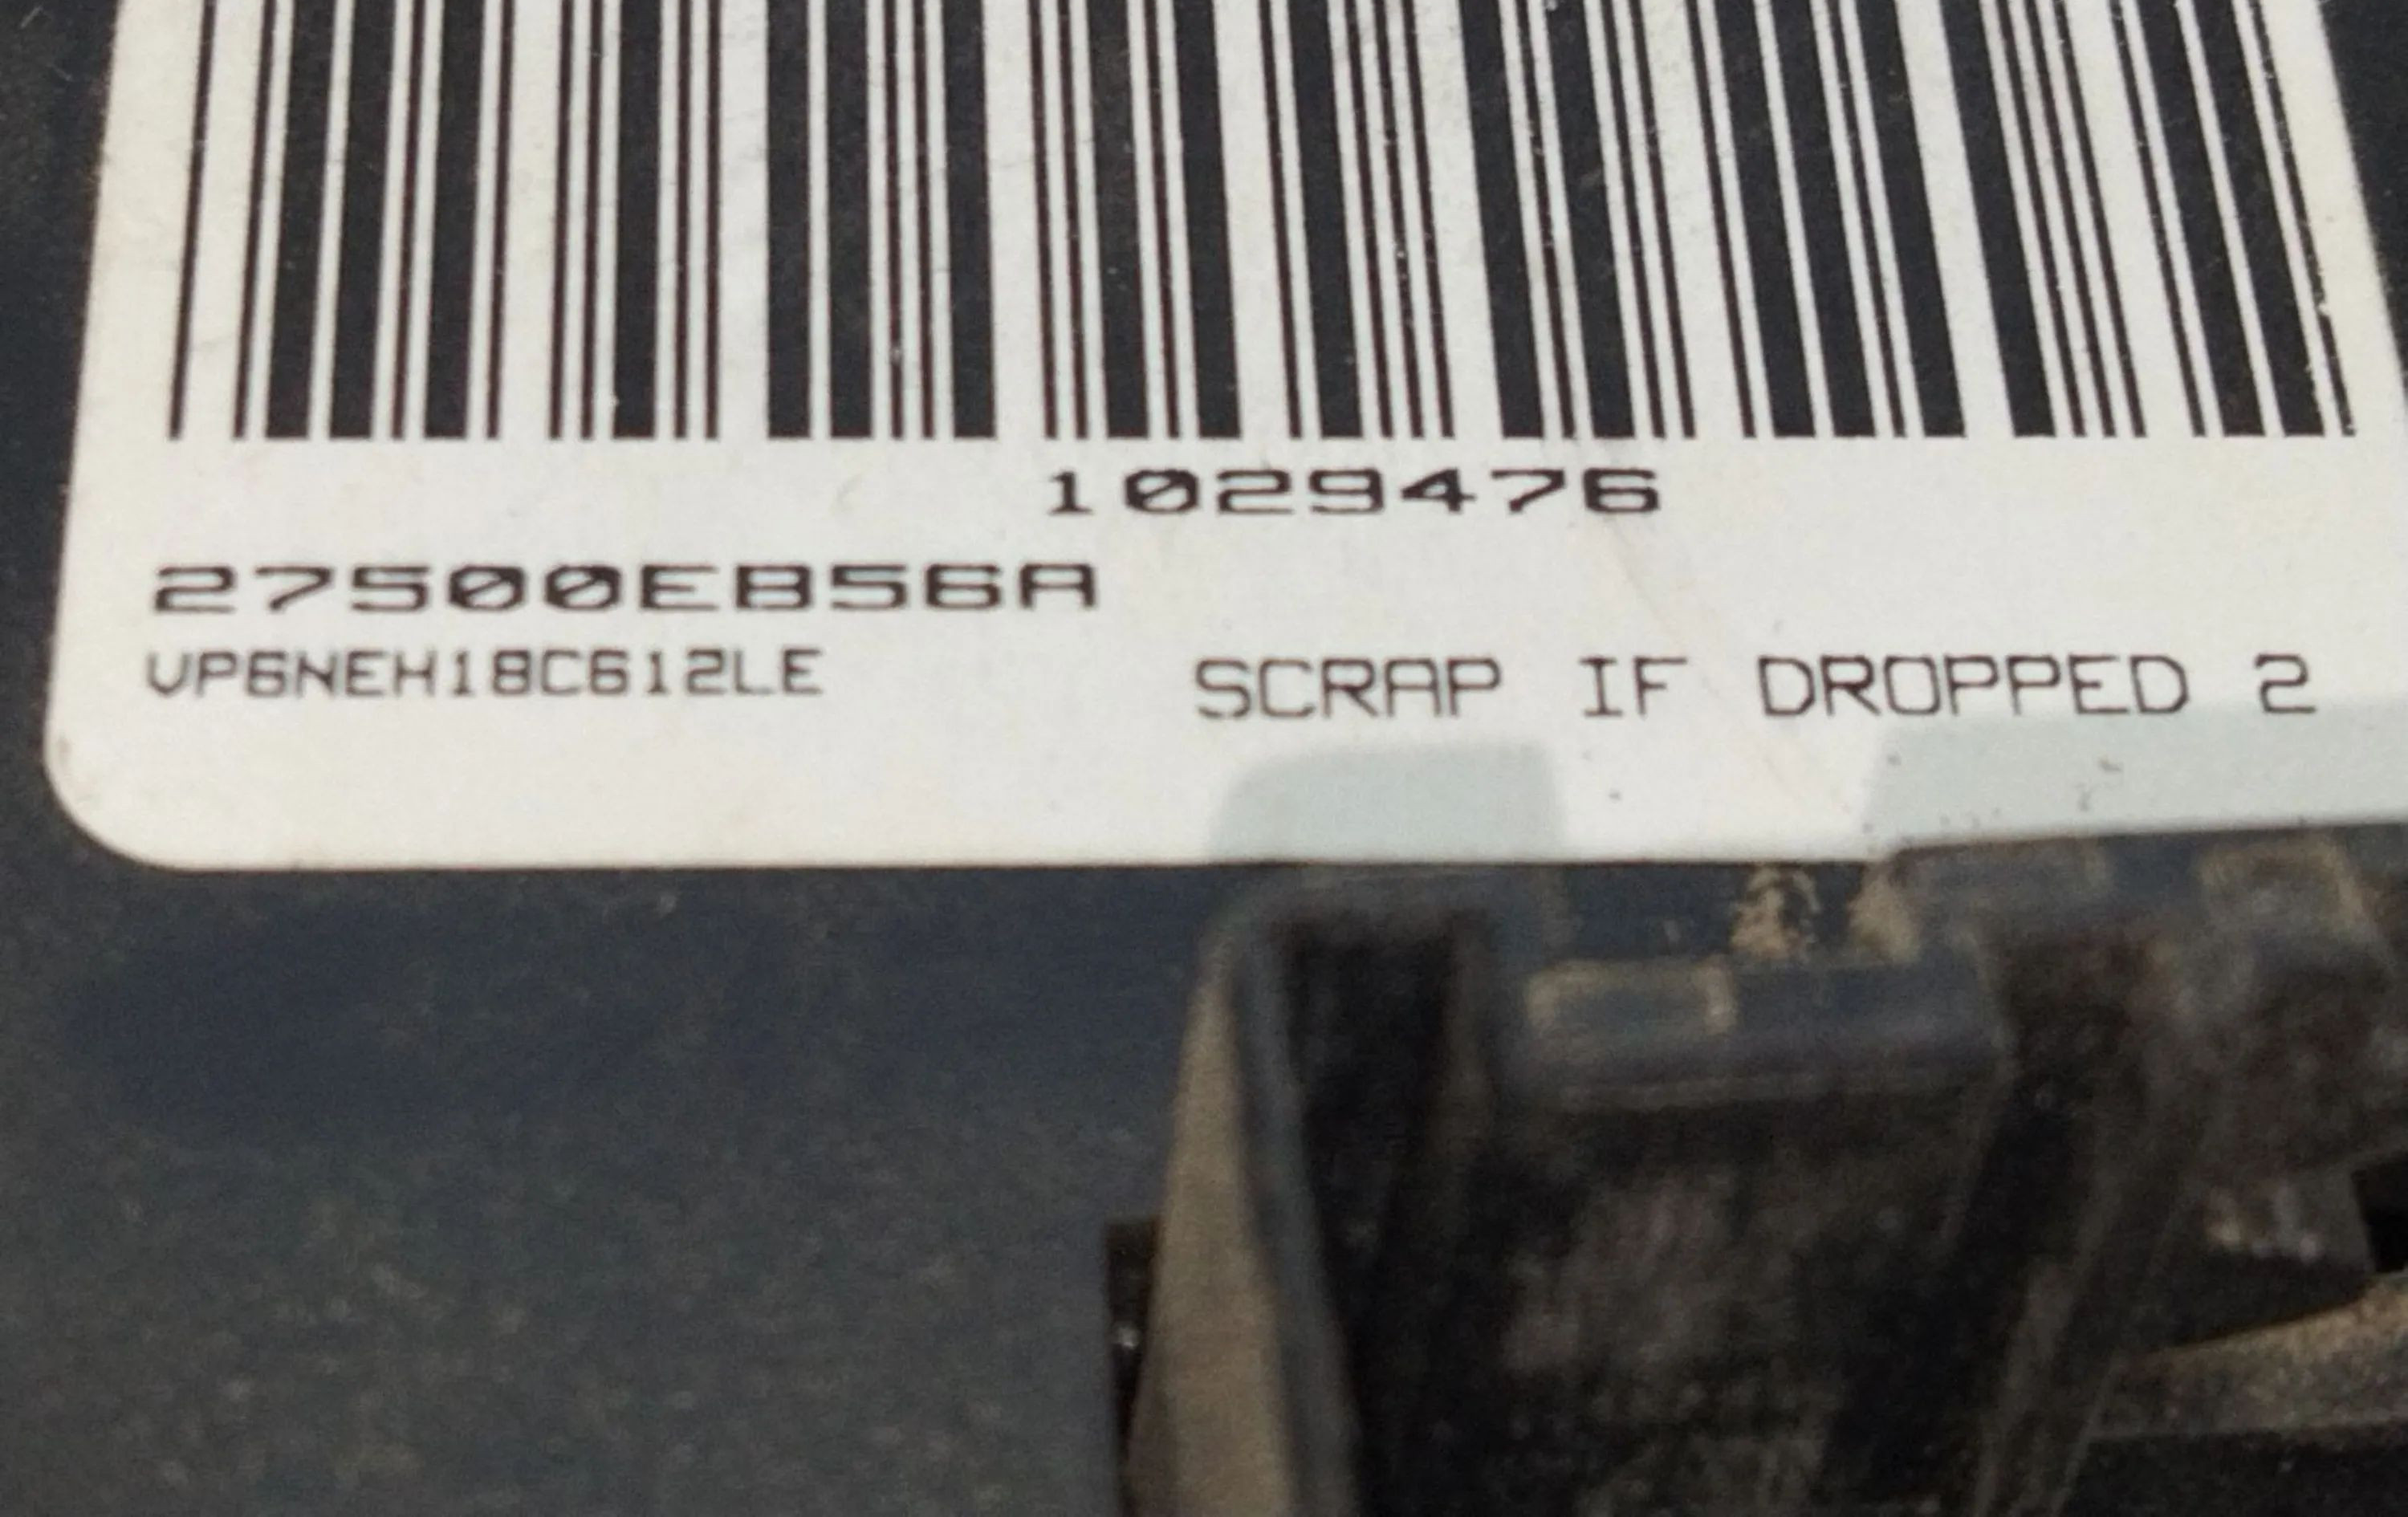 1029476
27500EB56A
VP6NEH18C612LE SCRAP IF DROPPED 2